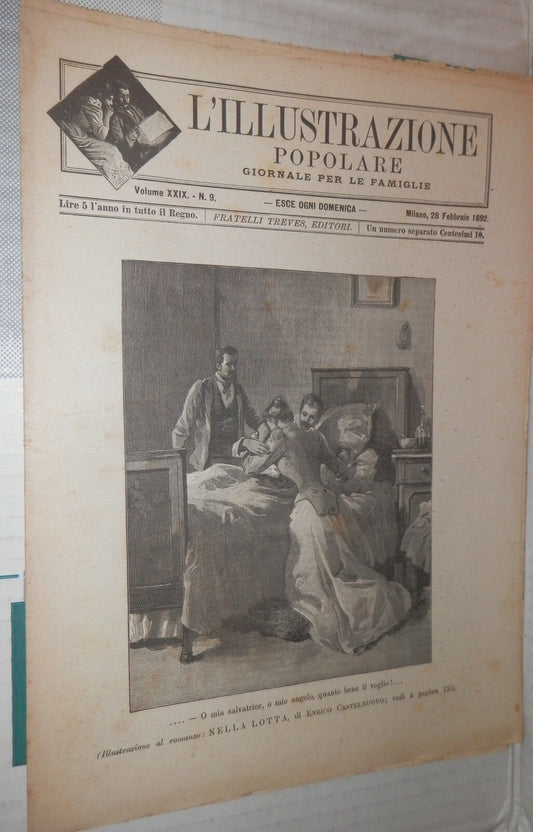 L'ILLUSTRAZIONE
POPOLARE
GIORNALE PER LE FAMIGLIE
Volume XXIX. - N. 9.
— ESCE OGNI DOMENICA —
Milano, 28 Febbraio 1892.
Lire 5 l'anno in tutto il Regno.
FRATELLI TREVES, EDITORI.
Un numero separato Centesimi 10.
.... — O mia salvatrice, o mio angelo, quanto bene ti voglio!...
(Illustrazione al romanzo: NELLA LOTTA, di ENRICO CASTELNUOVO; vedi a pagina